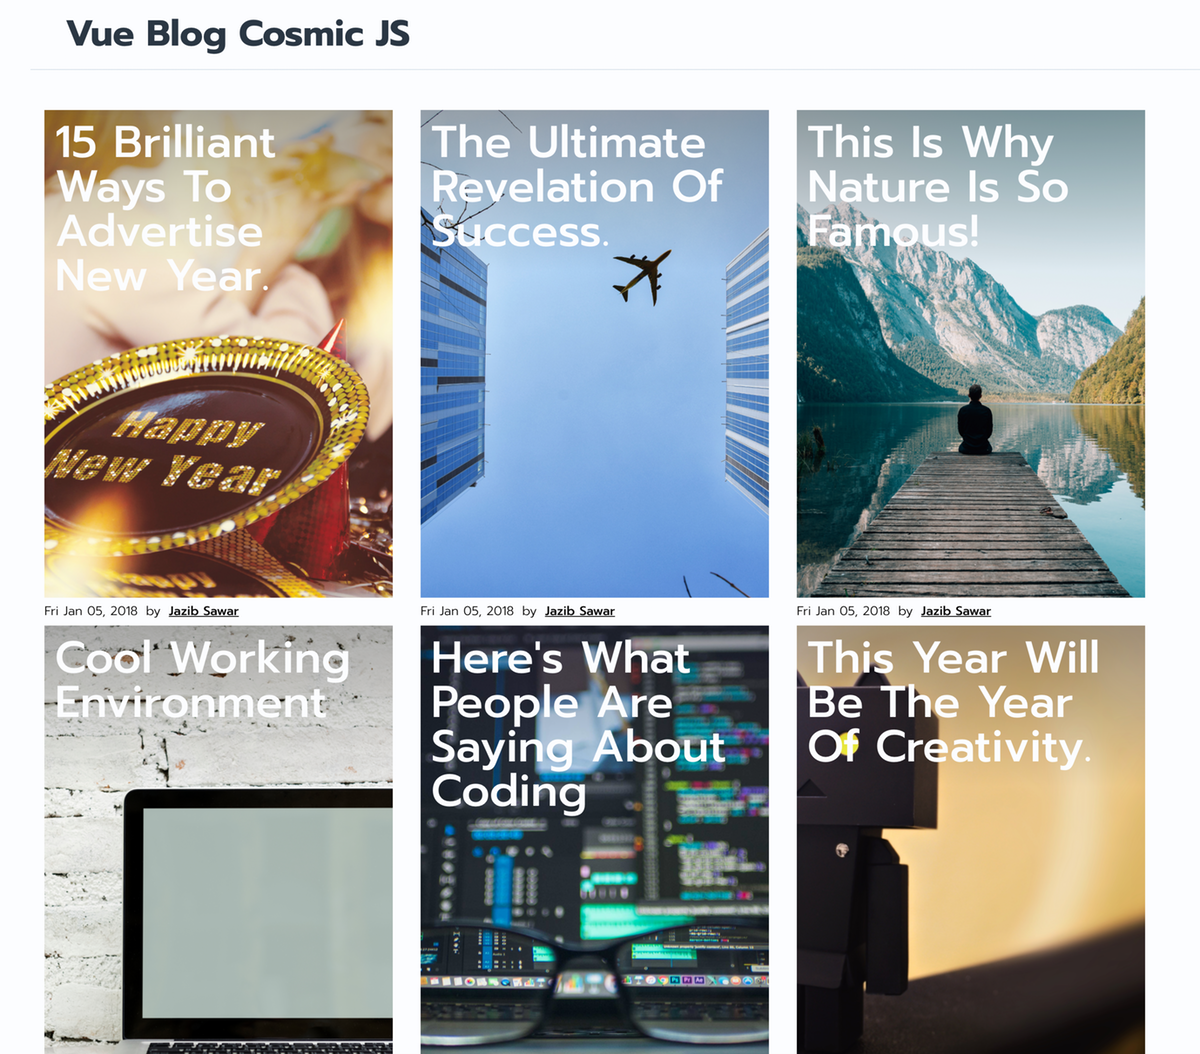 Vue Blog Cosmic JS
15 Brilliant
Ways To
Advertise
New Year.
Happy
New Year
Happy
Fri Jan 05, 2018 by Jazib Sawar
The Ultimate
Revelation Of
Success.
Fri Jan 05, 2018 by Jazib Sawar
This Is Why
Nature Is So
Famous!
Fri Jan 05, 2018 by Jazib Sawar
Cool Working
Environment
Here's What
People Are
Saying About
Coding
This Year Will
Be The Year
Of Creativity.